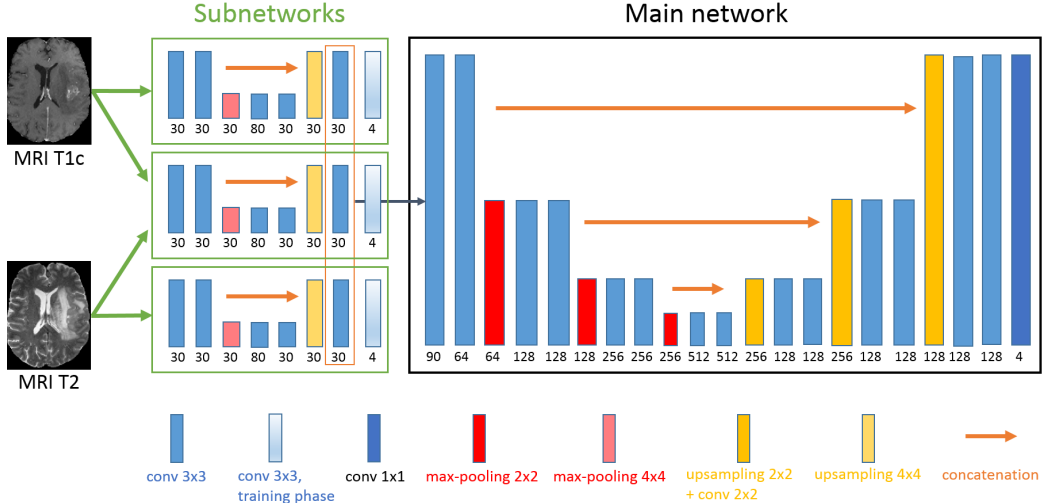 Subnetworks
Main network
MRI T1c
30 30 30 80 30 30 30 4
30 30 30 80 30 30 30 4
30 30 30 80 30 30 30 4
MRI T2
90 64 64 128 128 128 256 256 256 512 512 256 128 128 256 128 128 128 128 128 4
conv 3x3
conv 3x3,
training phase
conv 1x1
max-pooling 2x2
max-pooling 4x4
upsampling 2x2
+ conv 2x2
upsampling 4x4
concatenation